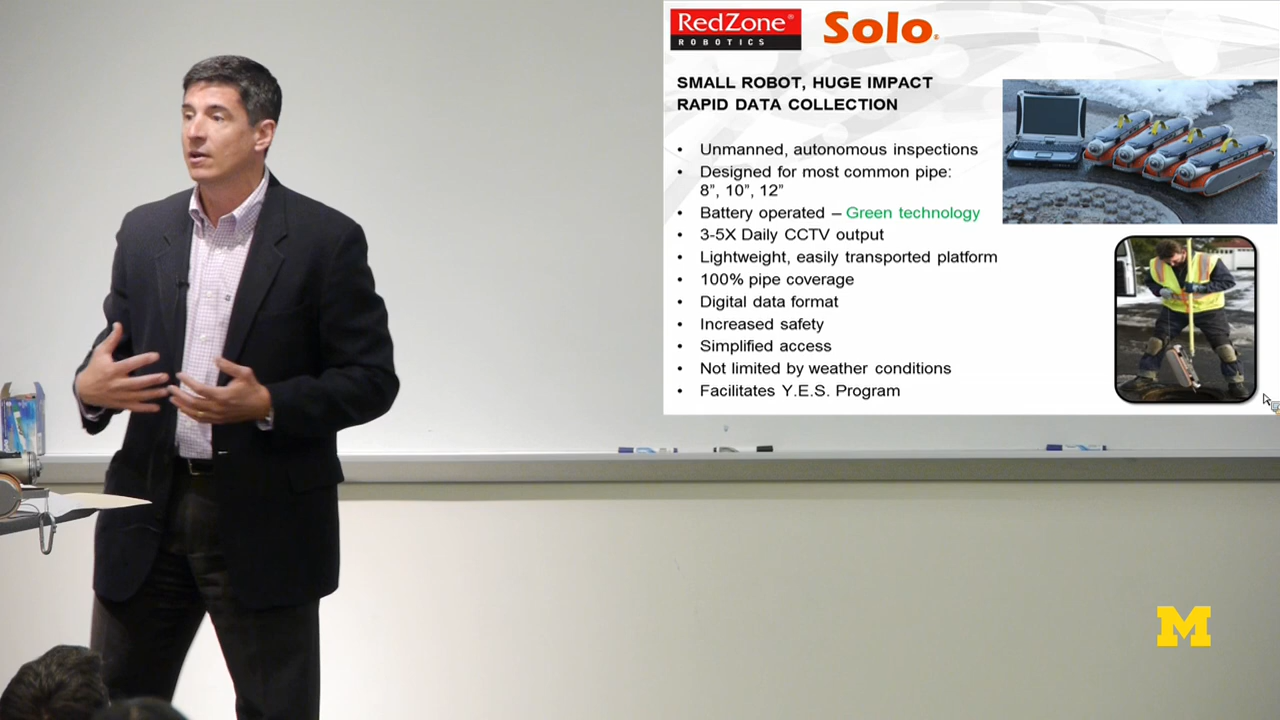 RedZone®
ROBOTICS
Solo®
SMALL ROBOT, HUGE IMPACT
RAPID DATA COLLECTION
• Unmanned, autonomous inspections
• Designed for most common pipe:
8”, 10”, 12”
• Battery operated – Green technology
• 3-5X Daily CCTV output
• Lightweight, easily transported platform
• 100% pipe coverage
• Digital data format
• Increased safety
• Simplified access
• Not limited by weather conditions
• Facilitates Y.E.S. Program
M